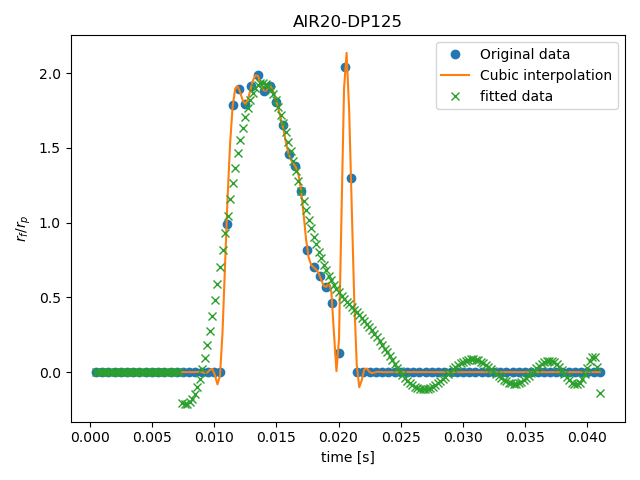 AIR20-DP125
Original data
Cubic interpolation
fitted data
r_f/r_p
2.0
1.5
1.0
0.5
0.0
0.000 0.005 0.010 0.015 0.020 0.025 0.030 0.035 0.040
time [s]